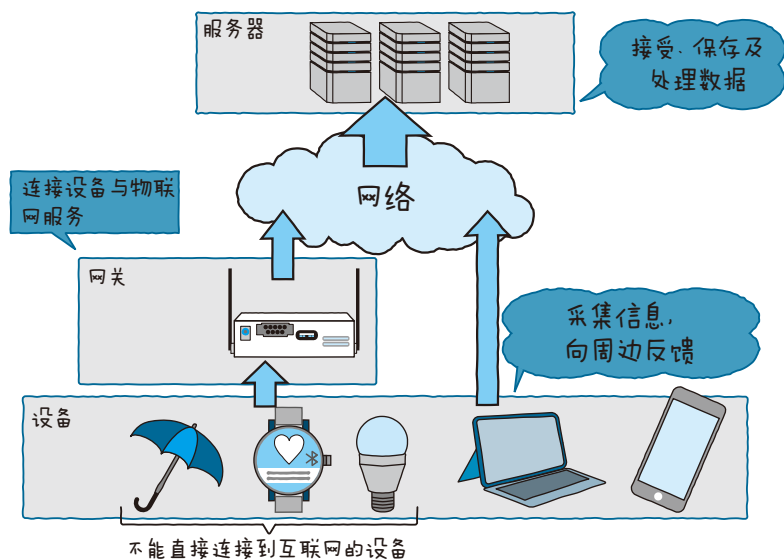 服务器
接受、保存及
处理数据
网络
连接设备与物联
网服务
网关
采集信息,
向周边反馈
设备
不能直接连接到互联网的设备